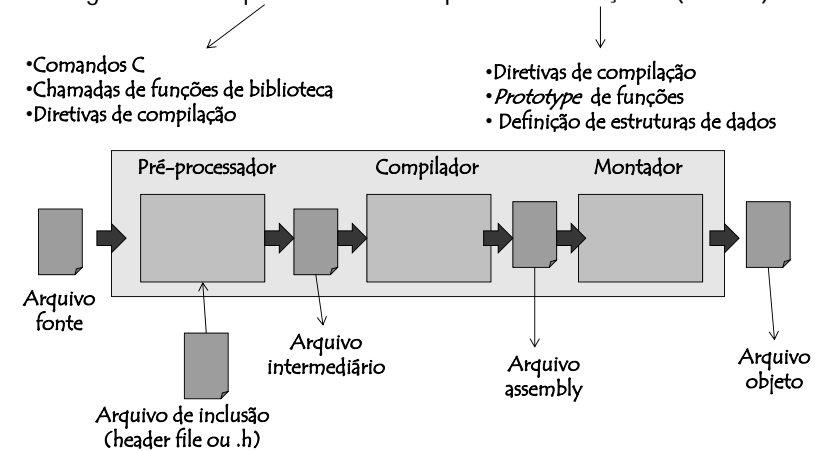 •Comandos C
•Chamadas de funções de biblioteca
•Diretivas de compilação
•Diretivas de compilação
•Prototype de funções
• Definição de estruturas de dados
Pré-processador
Compilador
Montador
Arquivo
fonte
Arquivo
intermediário
Arquivo
assembly
Arquivo
objeto
Arquivo de inclusão
(header file ou .h)